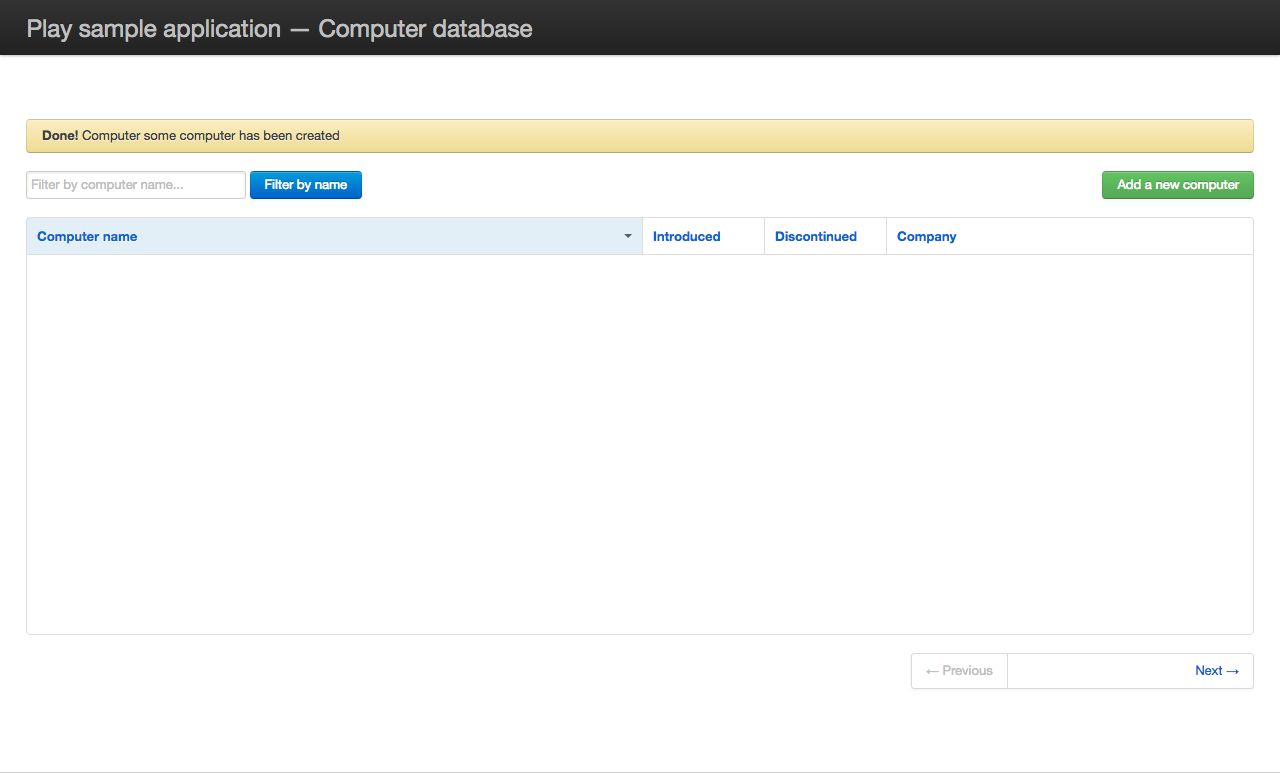 Play sample application — Computer database
Done! Computer some computer has been created
Filter by computer name...
Filter by name
Add a new computer
Computer name
Introduced
Discontinued
Company
← Previous
Next →